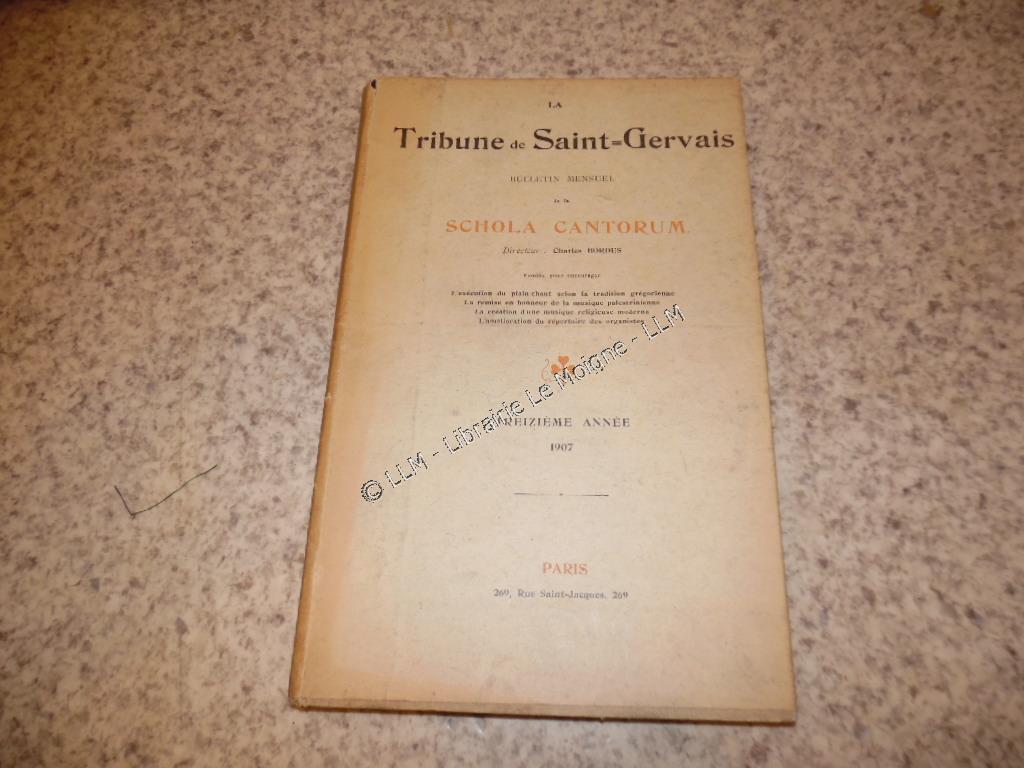 LA
Tribune de Saint=Gervais
BULLETIN MENSUEL
de la
SCHOLA CANTORUM
Directeur : Charles BORDES
Fondée pour encourager
L'exécution du plain-chant selon la tradition grégorienne
La remise en honneur de la musique palestrinienne
La création d'une musique religieuse moderne
L'amélioration du répertoire des organistes
REIZIÈME ANNÉE
1907
© LLM - Librairie Le Moigne - LLM
PARIS
269, Rue Saint-Jacques, 269